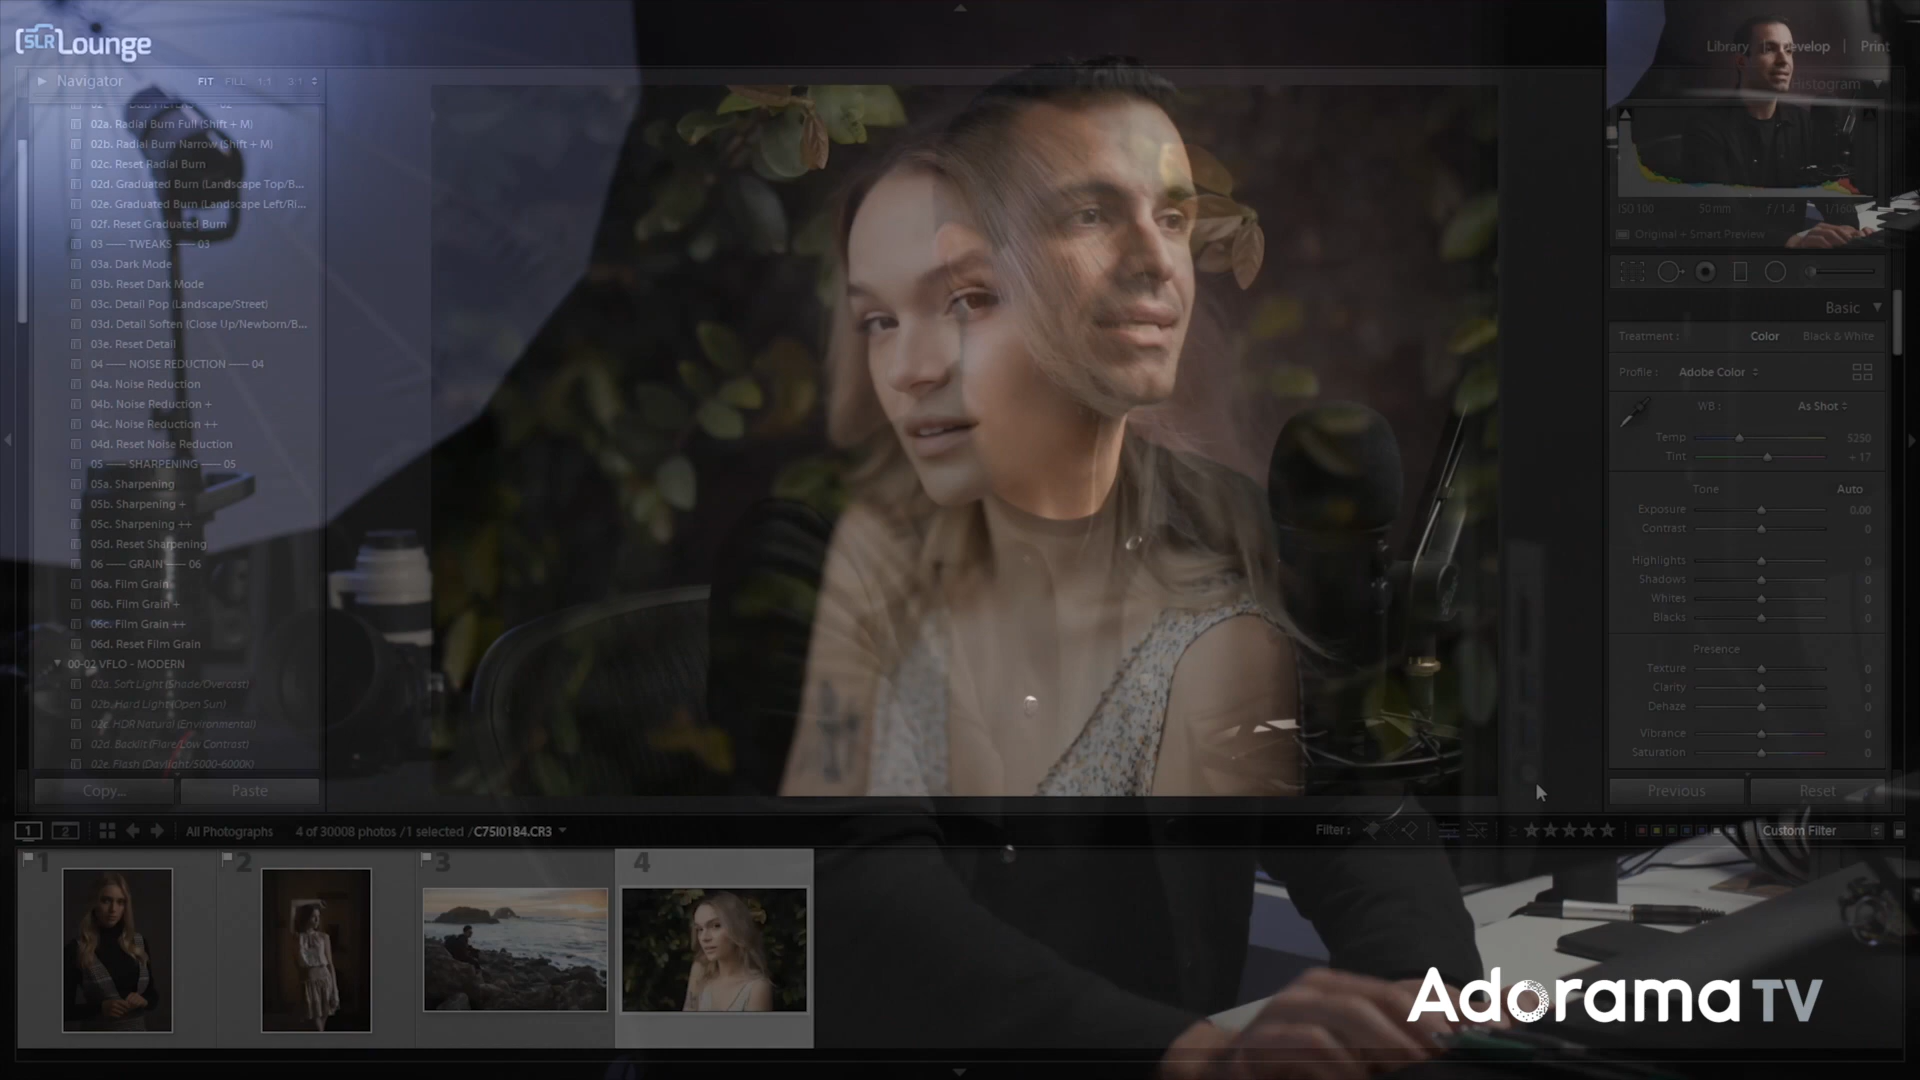 SLR Lounge
Library | Develop | Print
Navigator FIT FILL 1:1 3:1
Histogram
02a. Radial Burn Full (Shift + M)
02b. Radial Burn Narrow (Shift + M)
02c. Reset Radial Burn
02d. Graduated Burn (Landscape Top/B...
02e. Graduated Burn (Landscape Left/Ri...
02f. Reset Graduated Burn
03 —— TWEAKS —— 03
03a. Dark Mode
03b. Reset Dark Mode
03c. Detail Pop (Landscape/Street)
03d. Detail Soften (Close Up/Newborn/B...
03e. Reset Detail
04 —— NOISE REDUCTION —— 04
04a. Noise Reduction
04b. Noise Reduction +
04c. Noise Reduction ++
04d. Reset Noise Reduction
05 —— SHARPENING —— 05
05a. Sharpening
05b. Sharpening +
05c. Sharpening ++
05d. Reset Sharpening
06 —— GRAIN —— 06
06a. Film Grain
06b. Film Grain +
06c. Film Grain ++
06d. Reset Film Grain
00-02 VFLO - MODERN
02a. Soft Light (Shade/Overcast)
02b. Hard Light (Open Sun)
02c. HDR Natural (Environmental)
02d. Backlit (Flare/Low Contrast)
02e. Flash (Daylight/5000-6000K)
Copy... Paste
ISO 100 50 mm ƒ / 1.4
Original + Smart Preview
Basic
Treatment : Color Black & White
Profile : Adobe Color
WB : As Shot
Temp 5250
Tint + 17
Tone Auto
Exposure 0.00
Contrast 0
Highlights 0
Shadows 0
Whites 0
Blacks 0
Presence
Texture 0
Clarity 0
Dehaze 0
Vibrance 0
Saturation 0
Previous Reset
1 2 All Photographs 4 of 30008 photos / 1 selected / C75I0184.CR3
Filter : ≥ ★★★★★ Custom Filter
1 2 3 4
Adorama TV